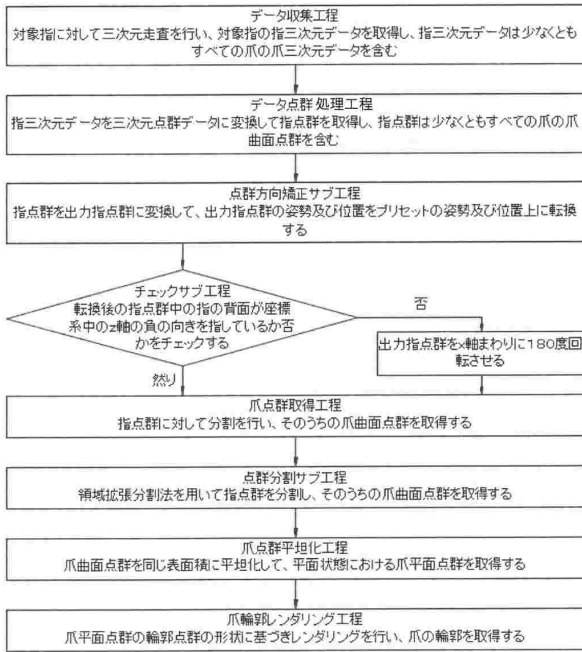 データ収集工程
対象指に対して三次元走査を行い、対象指の指三次元データを取得し、指三次元データは少なくとも
すべての爪の爪三次元データを含む
データ点群処理工程
指三次元データを三次元点群データに変換して指点群を取得し、指点群は少なくともすべての爪の爪
曲面点群を含む
点群方向矯正サブ工程
指点群を出力指点群に変換して、出力指点群の姿勢及び位置をプリセットの姿勢及び位置上に転換
する
チェックサブ工程
転換後の指点群中の指の背面が座標
系中のz軸の負の向きを指しているか否
かをチェックする
否
出力指点群をx軸まわりに180度回
転させる
然り
爪点群取得工程
指点群に対して分割を行い、そのうちの爪曲面点群を取得する
点群分割サブ工程
領域拡張分割法を用いて指点群を分割し、そのうちの爪曲面点群を取得する
爪点群平坦化工程
爪曲面点群を同じ表面積に平坦化して、平面状態における爪平面点群を取得する
爪輪郭レンダリング工程
爪平面点群の輪郭点群の形状に基づきレンダリングを行い、爪の輪郭を取得する